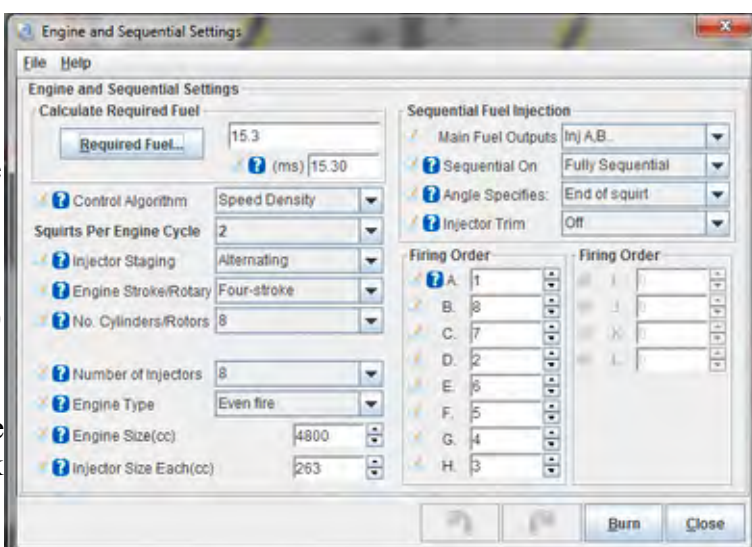 Engine and Sequential Settings
File Help
Engine and Sequential Settings
Calculate Required Fuel
Required Fuel...
15.3
(ms) 15.30
Control Algorithm Speed Density
Squirts Per Engine Cycle 2
Injector Staging Alternating
Engine Stroke/Rotary Four-stroke
No. Cylinders/Rotors 8
Number of Injectors 8
Engine Type Even fire
Engine Size(cc) 4800
Injector Size Each(cc) 263
Sequential Fuel Injection
Main Fuel Outputs Inj A,B..
Sequential On Fully Sequential
Angle Specifies: End of squirt
Injector Trim Off
Firing Order
A. 1
B. 8
C. 7
D. 2
E. 6
F. 5
G. 4
H. 3
Firing Order
I. 0
J. 0
K. 0
L. 0
Burn Close